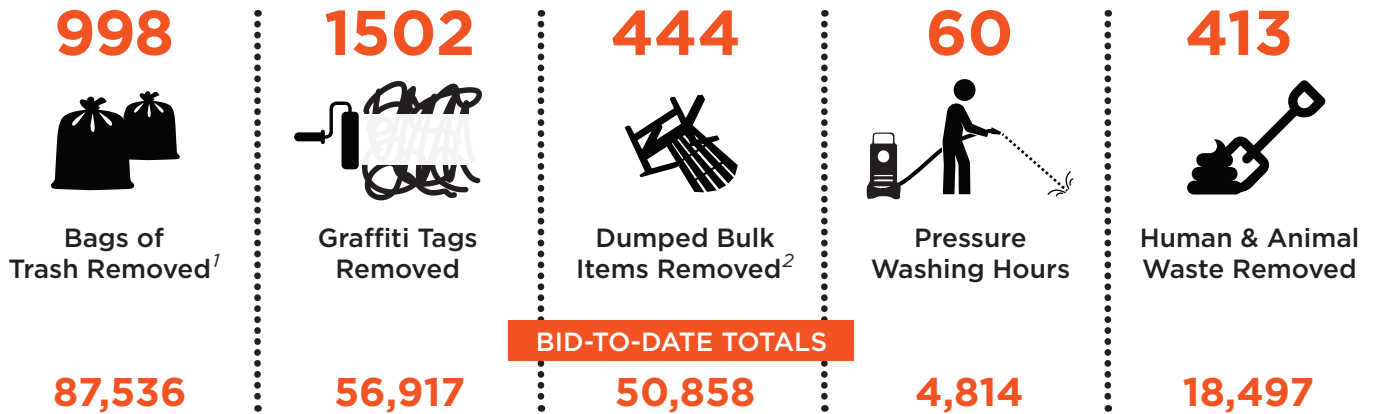 998
1502
444
60
413
Bags of
Trash Removed1
Graffiti Tags
Removed
Dumped Bulk
Items Removed2
Pressure
Washing Hours
Human & Animal
Waste Removed
BID-TO-DATE TOTALS
87,536
56,917
50,858
4,814
18,497